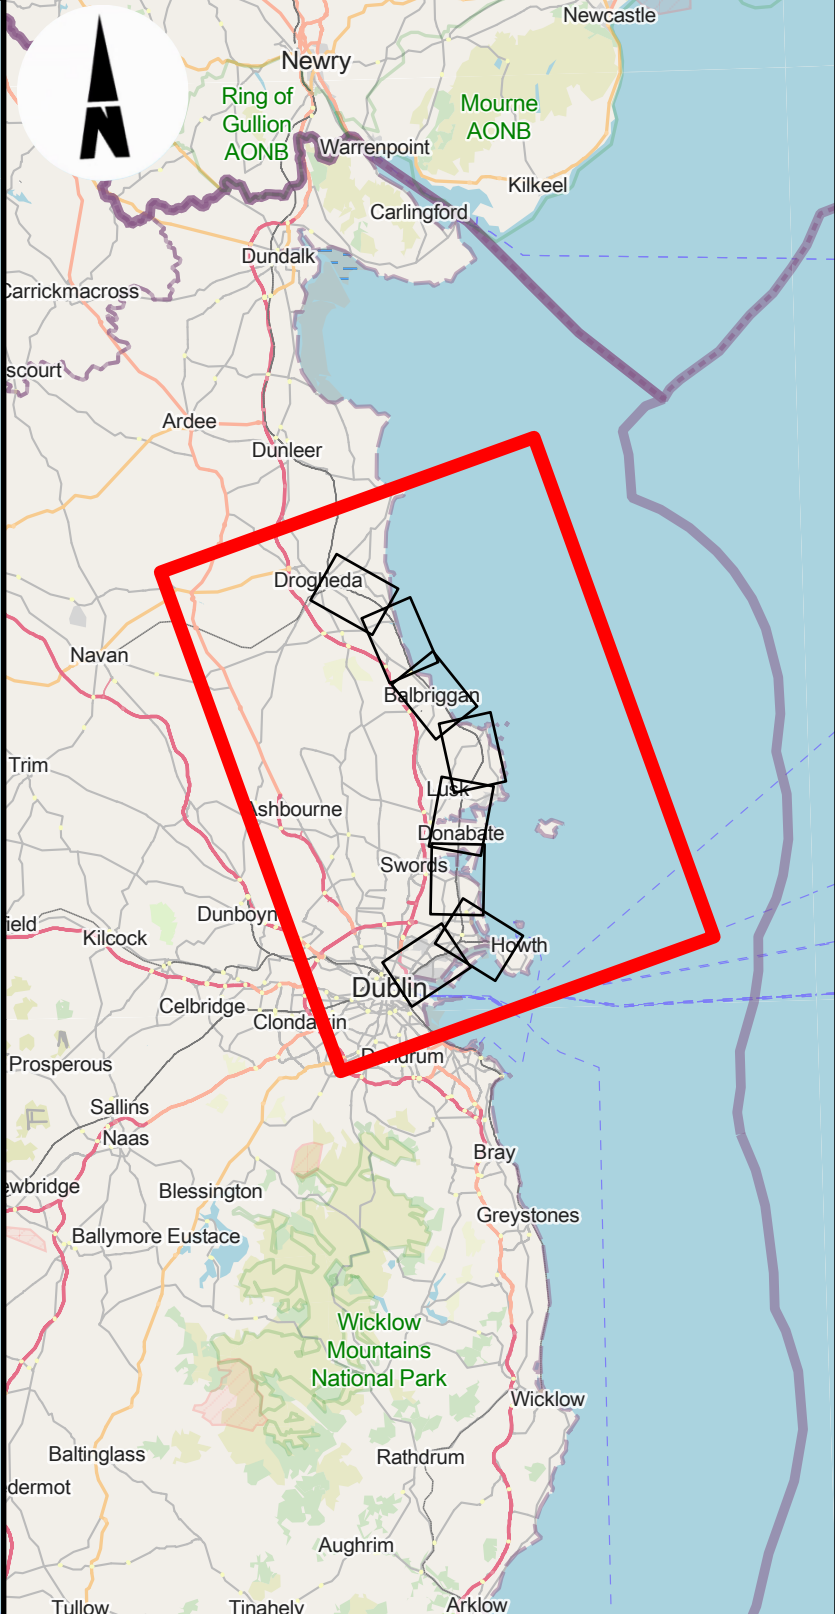 Newcastle
Newry
Ring of
Gullion
AONB
Mourne
AONB
Warrenpoint
Kilkeel
Carlingford
Dundalk
Carrickmacross
scourt
Ardee
Dunleer
Drogheda
Navan
Balbriggan
Trim
Lusk
Ashbourne
Donabate
Swords
Dunboyn
ield
Kilcock
Howth
Dublin
Celbridge
Clondalkin
Dundrum
Prosperous
Sallins
Naas
Bray
ewbridge
Blessington
Greystones
Ballymore Eustace
Wicklow
Mountains
National Park
Wicklow
Baltinglass
Rathdrum
dermot
Aughrim
Tullow
Tinahely
Arklow
N